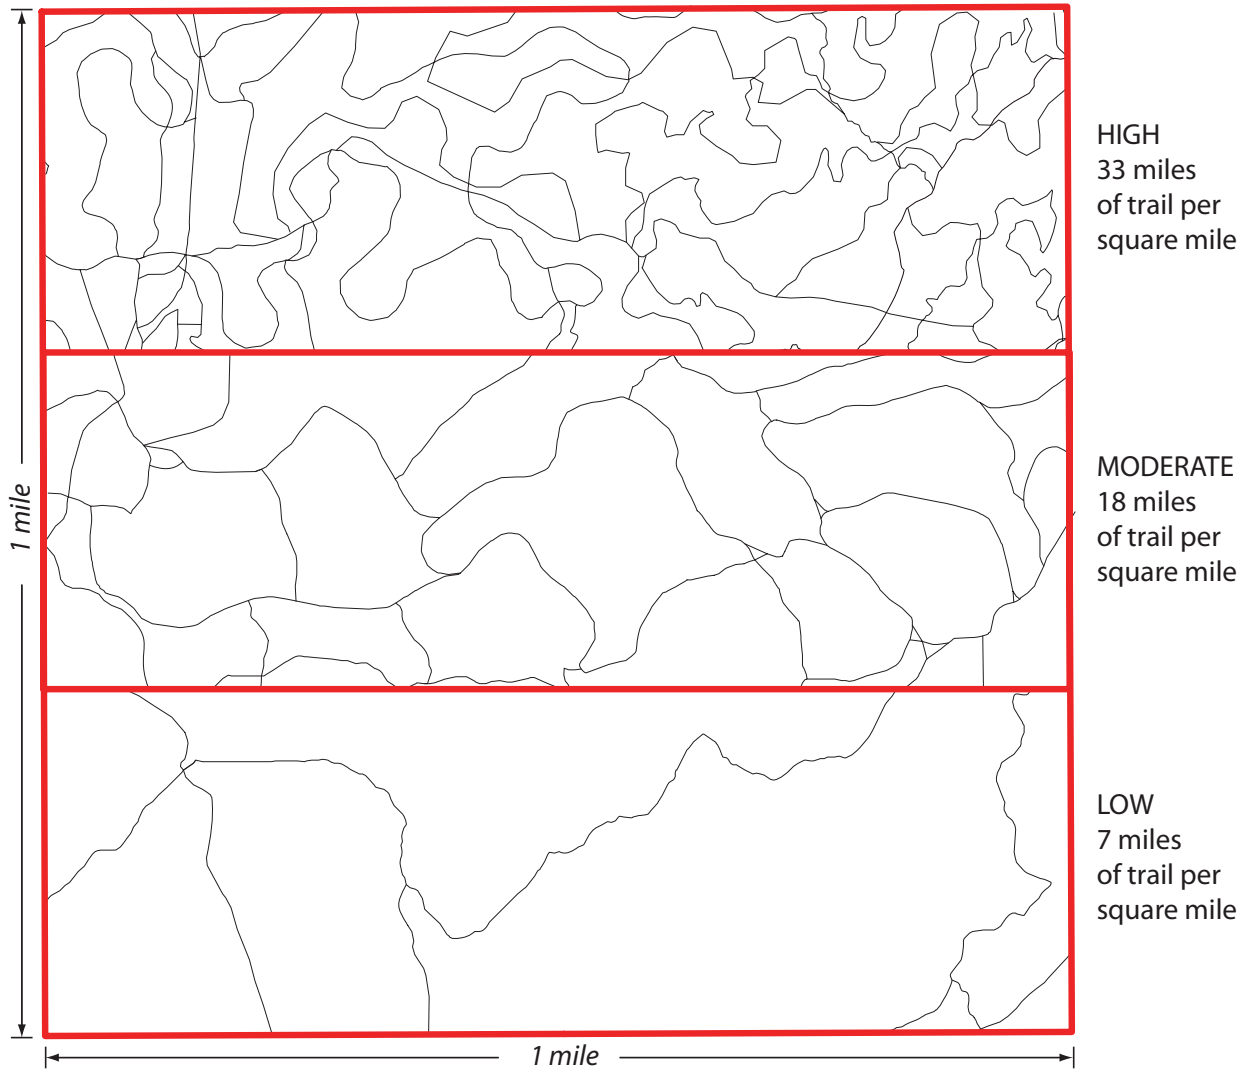 HIGH
33 miles
of trail per
square mile
1 mile
MODERATE
18 miles
of trail per
square mile
LOW
7 miles
of trail per
square mile
1 mile